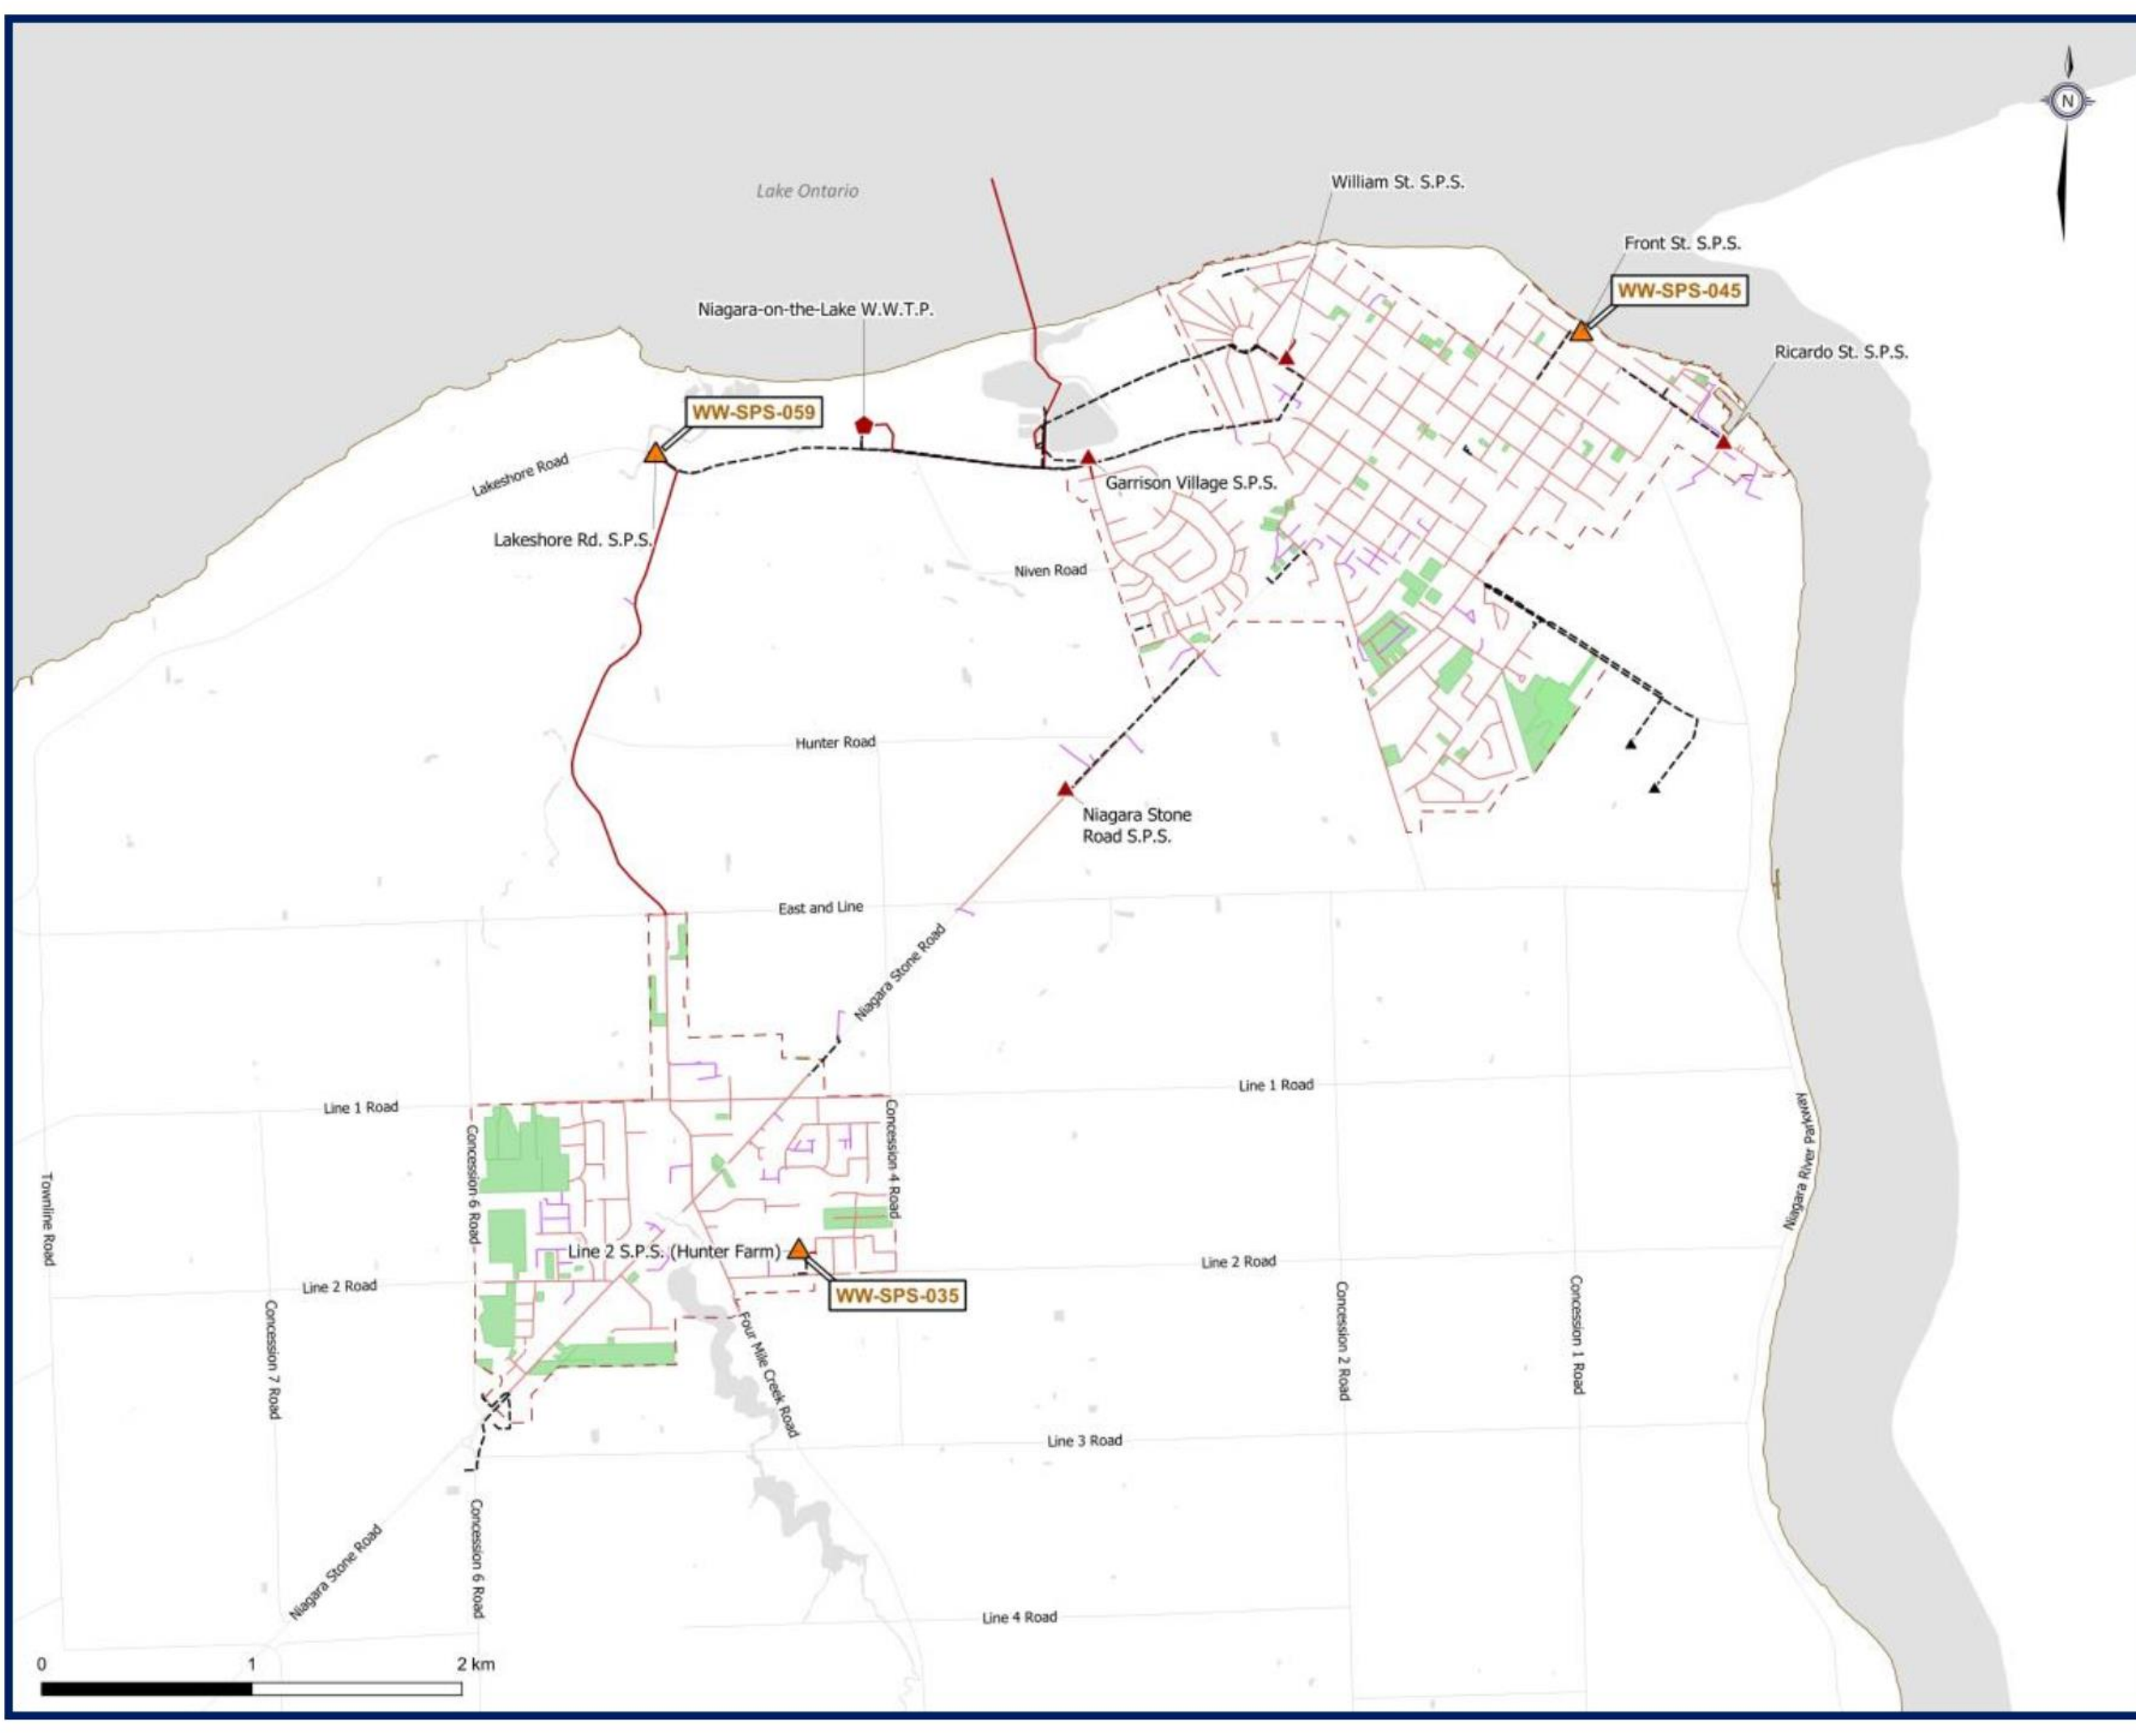 N
Lake Ontario
William St. S.P.S.
Front St. S.P.S.
WW-SPS-045
Niagara-on-the-Lake W.W.T.P.
Ricardo St. S.P.S.
WW-SPS-059
Lakeshore Road
Garrison Village S.P.S.
Lakeshore Rd. S.P.S.
Niven Road
Hunter Road
Niagara Stone
Road S.P.S.
East and Line
Niagara Stone Road
Line 1 Road
Line 1 Road
Concession 6 Road
Concession 4 Road
Niagara River Parkway
Townline Road
Line 2 S.P.S. (Hunter Farm)
Line 2 Road
Line 2 Road
WW-SPS-035
Concession 7 Road
Four Mile Creek Road
Concession 2 Road
Concession 1 Road
Line 3 Road
Niagara Stone Road
Concession 6 Road
Line 4 Road
0 1 2 km